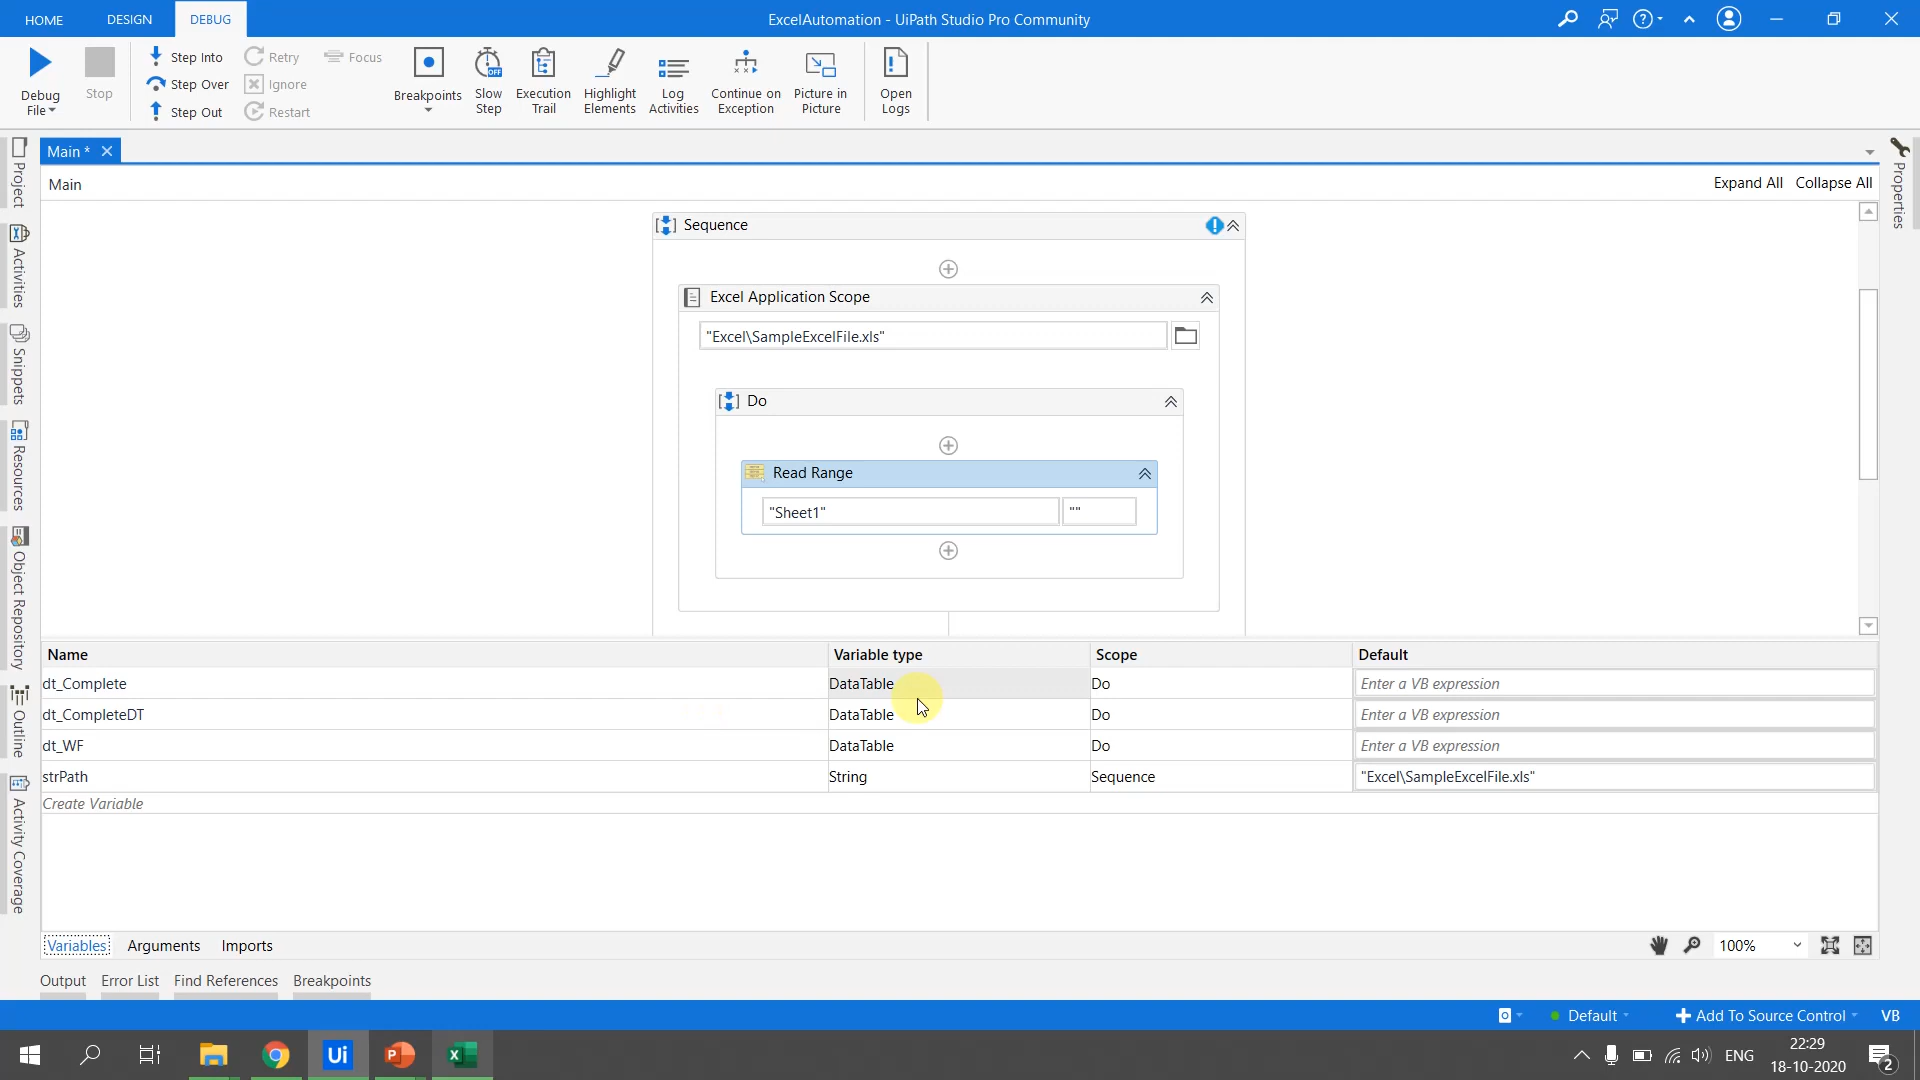 HOME DESIGN DEBUG ExcelAutomation - UiPath Studio Pro Community
Debug File
Stop
Step Into
Step Over
Step Out
Retry
Ignore
Restart
Focus
Breakpoints
Slow Step
OFF
Execution Trail
Highlight Elements
Log Activities
Continue on Exception
Picture in Picture
Open Logs
Main *
Main Expand All Collapse All
Project
Activities
Snippets
Resources
Object Repository
Outline
Activity Coverage
Properties
Sequence
Excel Application Scope
"Excel\SampleExcelFile.xls"
Do
Read Range
"Sheet1" ""
Name Variable type Scope Default
dt_Complete DataTable Do Enter a VB expression
dt_CompleteDT DataTable Do Enter a VB expression
dt_WF DataTable Do Enter a VB expression
strPath String Sequence "Excel\SampleExcelFile.xls"
Create Variable
Variables Arguments Imports 100%
Output Error List Find References Breakpoints
Default Add To Source Control VB
Ui ENG 22:29
18-10-2020 2